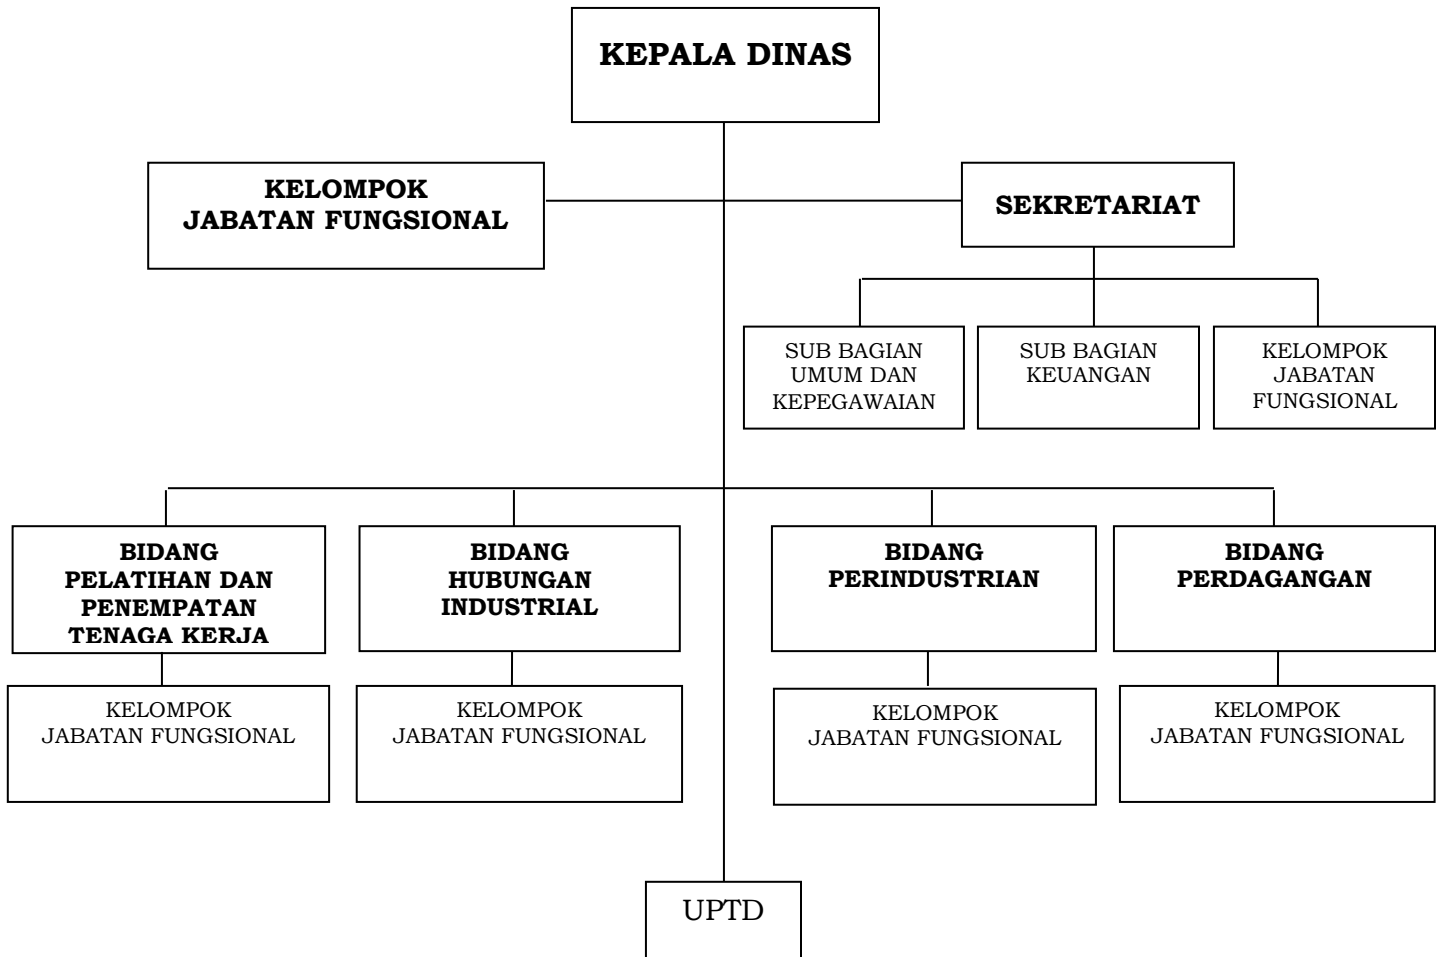 KEPALA DINAS
KELOMPOK
JABATAN FUNGSIONAL
SEKRETARIAT
SUB BAGIAN
UMUM DAN
KEPEGAWAIAN
SUB BAGIAN
KEUANGAN
KELOMPOK
JABATAN
FUNGSIONAL
BIDANG
PELATIHAN DAN
PENEMPATAN
TENAGA KERJA
BIDANG
HUBUNGAN
INDUSTRIAL
BIDANG
PERINDUSTRIAN
BIDANG
PERDAGANGAN
KELOMPOK
JABATAN FUNGSIONAL
KELOMPOK
JABATAN FUNGSIONAL
KELOMPOK
JABATAN FUNGSIONAL
KELOMPOK
JABATAN FUNGSIONAL
UPTD